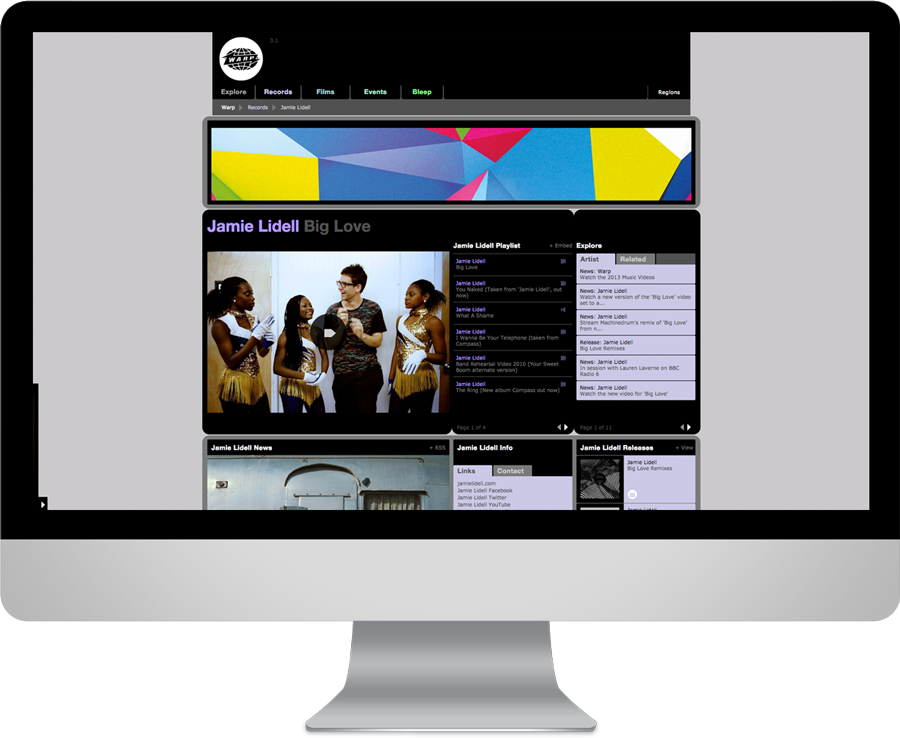 WARP
3.1
Explore Records Films Events Bleep Regions
Warp Records Jamie Lidell
Jamie Lidell Big Love
Jamie Lidell Playlist + Embed
Jamie Lidell
Big Love
Jamie Lidell
You Naked (Taken from 'Jamie Lidell', out
now)
Jamie Lidell
What A Shame
Jamie Lidell
I Wanna Be Your Telephone (taken from
Compass)
Jamie Lidell
Band Rehearsal Video 2010 (Your Sweet
Boom alternate version)
Jamie Lidell
The Ring (New album Compass out now)
Page 1 of 4
Explore
Artist Related
News: Warp
Watch the 2013 Music Videos
News: Jamie Lidell
Watch a new version of the 'Big Love' video
set to a...
News: Jamie Lidell
Stream Machinedrum's remix of 'Big Love'
from n...
Release: Jamie Lidell
Big Love Remixes
News: Jamie Lidell
In session with Lauren Laverne on BBC
Radio 6
News: Jamie Lidell
Watch the new video for 'Big Love'
Page 1 of 11
Jamie Lidell News + RSS
Jamie Lidell Info
Links Contact
jamielidell.com
Jamie Lidell Facebook
Jamie Lidell Twitter
Jamie Lidell YouTube
Jamie Lidell Releases + View
Jamie Lidell
Big Love Remixes